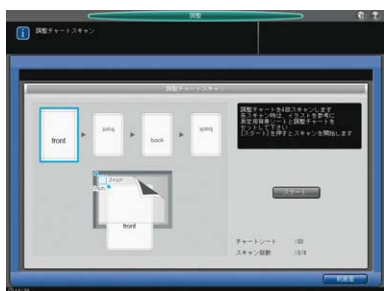 調整
調整チャートスキャン
調整チャートスキャン
調整チャートを4回スキャンします
各スキャン時は、イラストを参考に
測定用背景シートと調整チャートを
セットして下さい
[スタート]を押すとスキャンを開始します
front
front
back
back
front
スタート
チャートシート
スキャン回数 :0/4
前画面